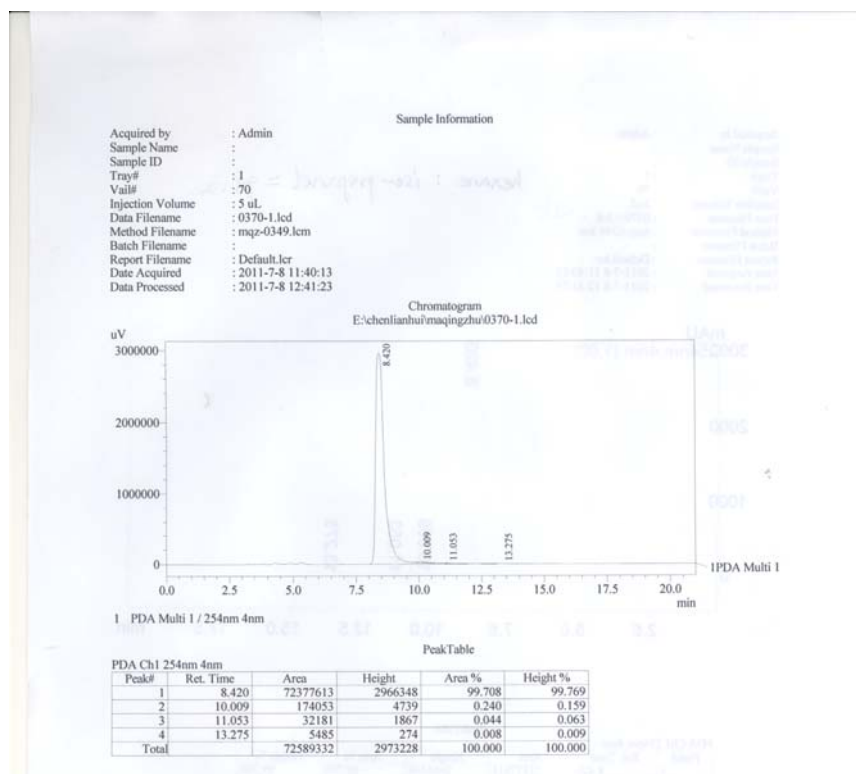 Sample Information
Acquired by : Admin
Sample Name :
Sample ID :
Tray# : 1
Vail# : 70
Injection Volume : 5 uL
Data Filename : 0370-1.lcd
Method Filename : mqz-0349.lcm
Batch Filename :
Report Filename : Default.lcr
Date Acquired : 2011-7-8 11:40:13
Data Processed : 2011-7-8 12:41:23
Chromatogram
E:\chenlianhui\maqingzhu\0370-1.lcd
uV
3000000
8.420
2000000
1000000
10.009
11.053
13.275
0
1PDA Multi 1
0.0 2.5 5.0 7.5 10.0 12.5 15.0 17.5 20.0
min
1 PDA Multi 1 / 254nm 4nm
PeakTable
PDA Ch1 254nm 4nm
Peak# Ret. Time Area Height Area % Height %
1 8.420 72377613 2966348 99.708 99.769
2 10.009 174053 4739 0.240 0.159
3 11.053 32181 1867 0.044 0.063
4 13.275 5485 274 0.008 0.009
Total 72589332 2973228 100.000 100.000